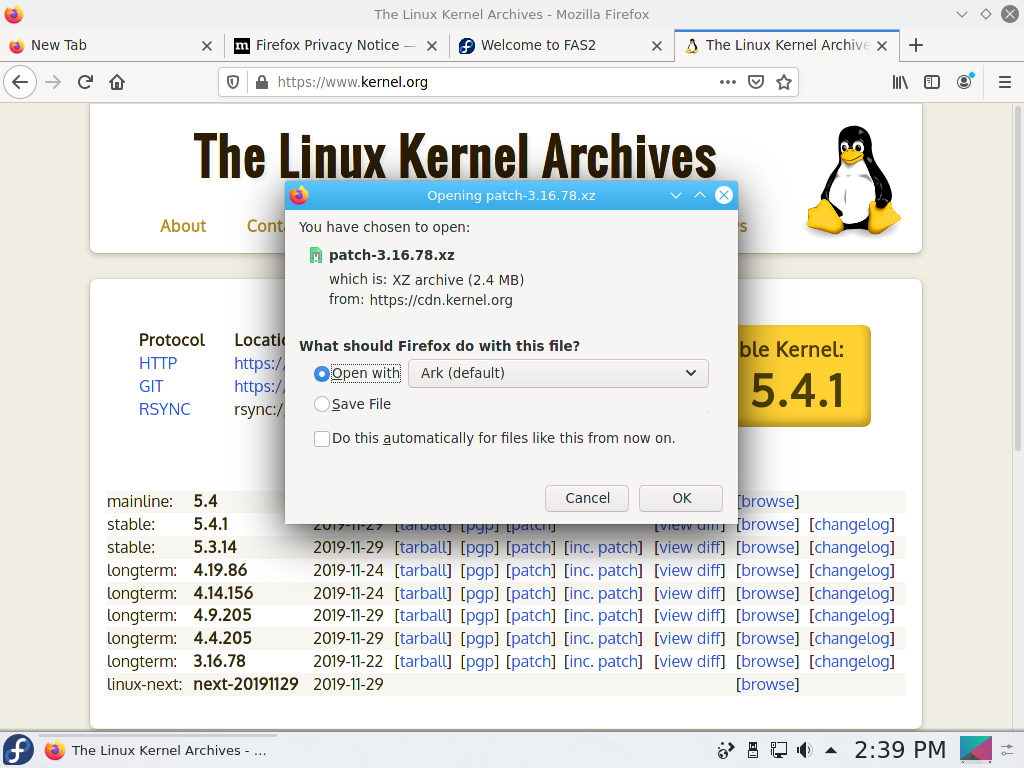 The Linux Kernel Archives - Mozilla Firefox
New Tab
Firefox Privacy Notice —
Welcome to FAS2
The Linux Kernel Archive
https://www.kernel.org
The Linux Kernel Archives
About
Cont
s
Opening patch-3.16.78.xz
You have chosen to open:
patch-3.16.78.xz
which is: XZ archive (2.4 MB)
from: https://cdn.kernel.org
What should Firefox do with this file?
Open with Ark (default)
Save File
Do this automatically for files like this from now on.
Cancel OK
Protocol Locatio
HTTP https:/
GIT https:/
RSYNC rsync:/
ble Kernel:
5.4.1
mainline: 5.4 [browse]
stable: 5.4.1 2019-11-29 [tarball] [pgp] [patch] [view diff] [browse] [changelog]
stable: 5.3.14 2019-11-29 [tarball] [pgp] [patch] [inc. patch] [view diff] [browse] [changelog]
longterm: 4.19.86 2019-11-24 [tarball] [pgp] [patch] [inc. patch] [view diff] [browse] [changelog]
longterm: 4.14.156 2019-11-24 [tarball] [pgp] [patch] [inc. patch] [view diff] [browse] [changelog]
longterm: 4.9.205 2019-11-29 [tarball] [pgp] [patch] [inc. patch] [view diff] [browse] [changelog]
longterm: 4.4.205 2019-11-29 [tarball] [pgp] [patch] [inc. patch] [view diff] [browse] [changelog]
longterm: 3.16.78 2019-11-22 [tarball] [pgp] [patch] [inc. patch] [view diff] [browse] [changelog]
linux-next: next-20191129 2019-11-29 [browse]
The Linux Kernel Archives - ...
2:39 PM